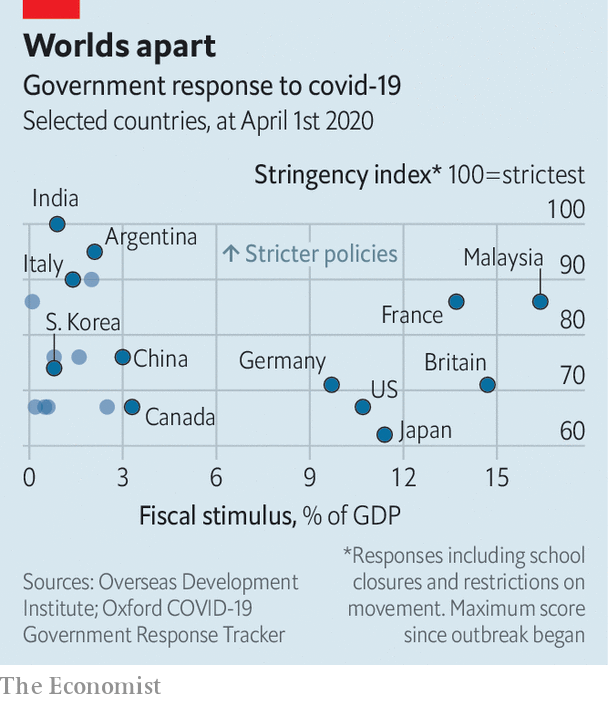 Worlds apart
Government response to covid-19
Selected countries, at April 1st 2020
Stringency index* 100=strictest
India
100
Argentina
↑ Stricter policies
Malaysia
Italy
90
France
80
S. Korea
China
Germany
Britain
70
US
Canada
Japan
60
0 3 6 9 12 15
Fiscal stimulus, % of GDP
Sources: Overseas Development
Institute; Oxford COVID-19
Government Response Tracker
*Responses including school
closures and restrictions on
movement. Maximum score
since outbreak began
The Economist